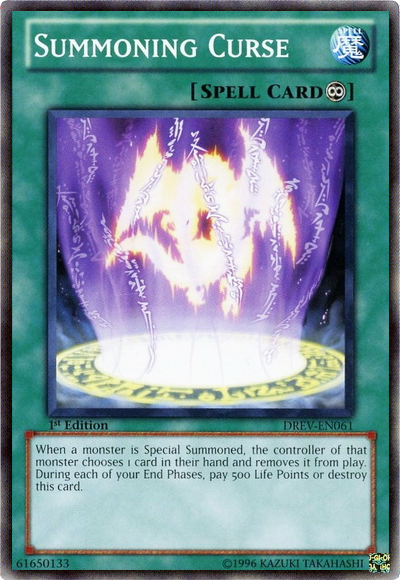 SUMMONING CURSE
魔
[SPELL CARD∞]
1st Edition
DREV-EN061
When a monster is Special Summoned, the controller of
that monster chooses 1 card in their hand and removes it from play.
During each of your End Phases, pay 500 Life Points or destroy
this card.
61650133
©1996 KAZUKI TAKAHASHI